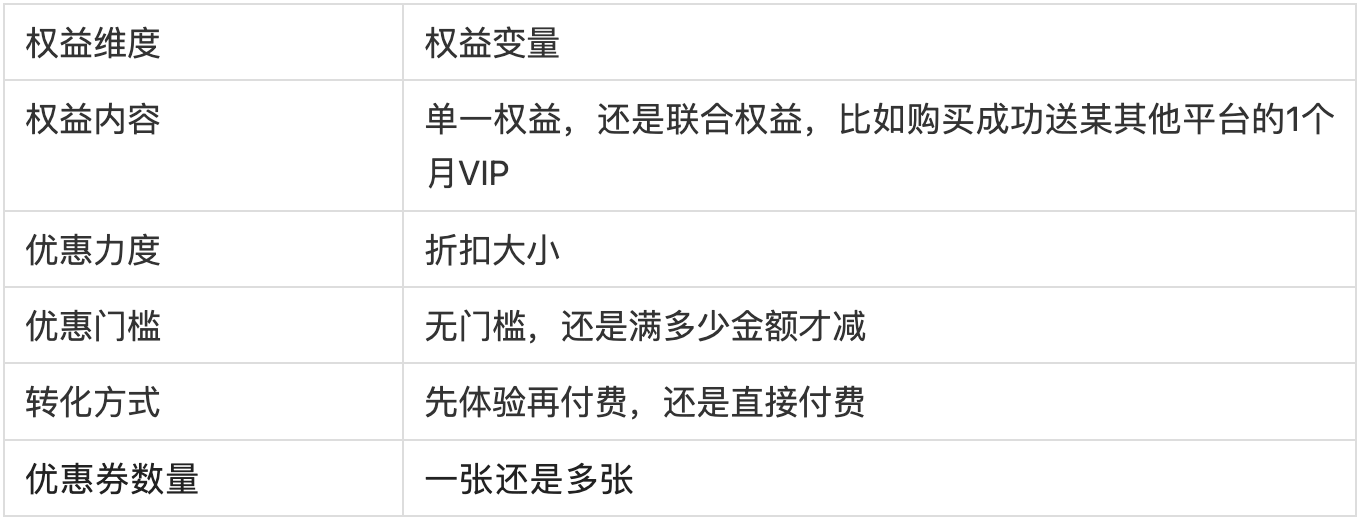 权益维度
权益变量
权益内容
单一权益，还是联合权益，比如购买成功送某其他平台的1个
月VIP
优惠力度
折扣大小
优惠门槛
无门槛，还是满多少金额才减
转化方式
先体验再付费，还是直接付费
优惠券数量
一张还是多张